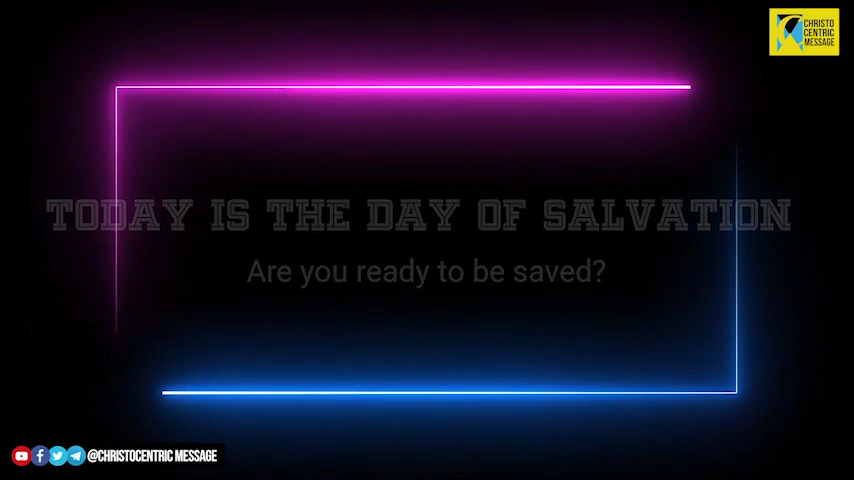 CHRISTO
CENTRIC
MESSAGE
TODAY IS THE DAY OF SALVATION
Are you ready to be saved?
@CHRISTOCENTRIC MESSAGE